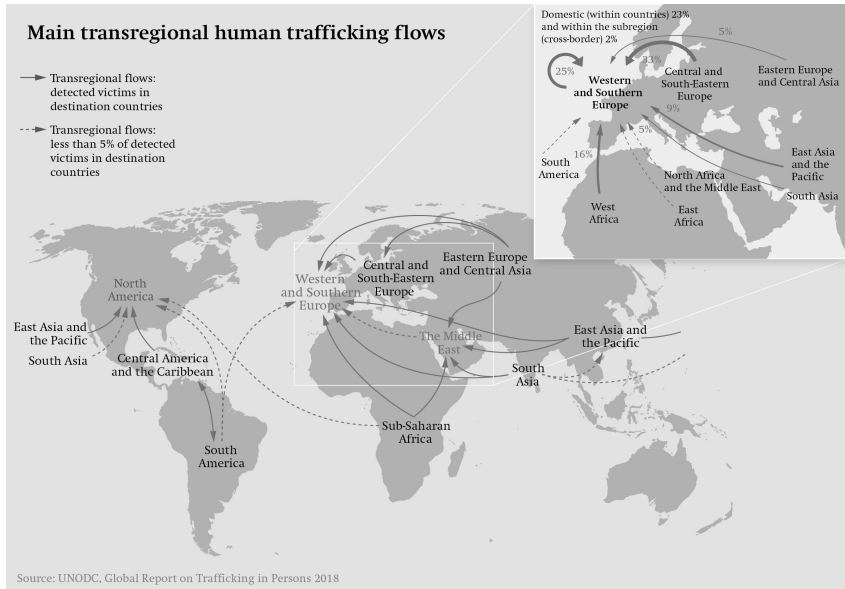 Main transregional human trafficking flows
Transregional flows:
detected victims in
destination countries
Transregional flows:
less than 5% of detected
victims in destination
countries
Domestic (within countries) 23%
and within the subregion
(cross-border) 2%
5%
33%
25%
Western
and Southern
Europe
Central and
South-Eastern
Europe
Eastern Europe
and Central Asia
9%
5%
16%
South
America
East Asia
and the
Pacific
North Africa
and the Middle East
South Asia
West
Africa
East
Africa
North
America
Western
and Southern
Europe
Central and
South-Eastern
Europe
Eastern Europe
and Central Asia
East Asia and
the Pacific
South Asia
Central America
and the Caribbean
The Middle
East
East Asia and
the Pacific
South
Asia
Sub-Saharan
Africa
South
America
Source: UNODC, Global Report on Trafficking in Persons 2018